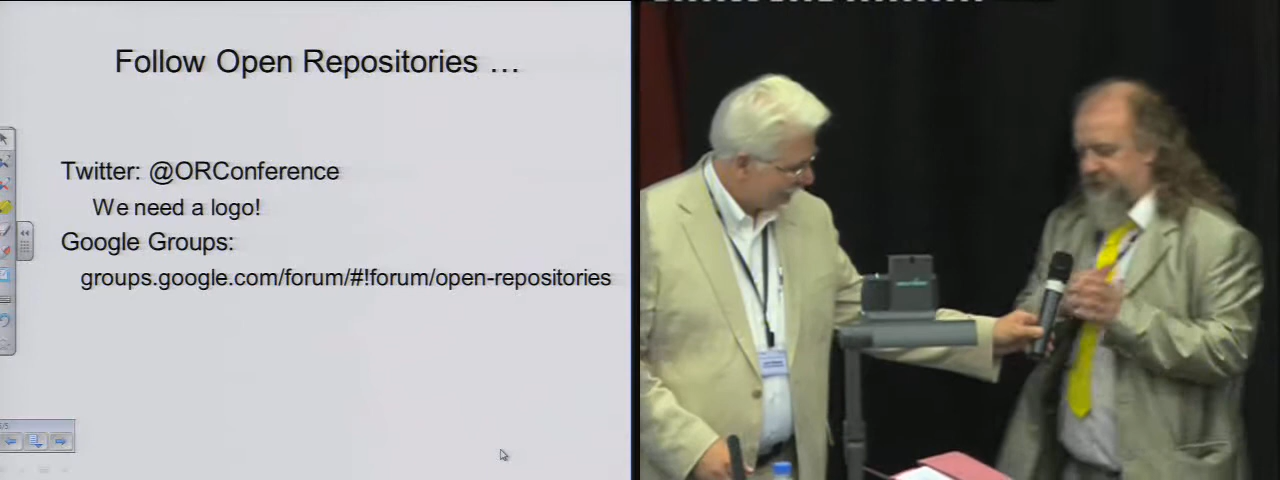 Follow Open Repositories …
Twitter: @ORConference
We need a logo!
Google Groups:
groups.google.com/forum/#!forum/open-repositories